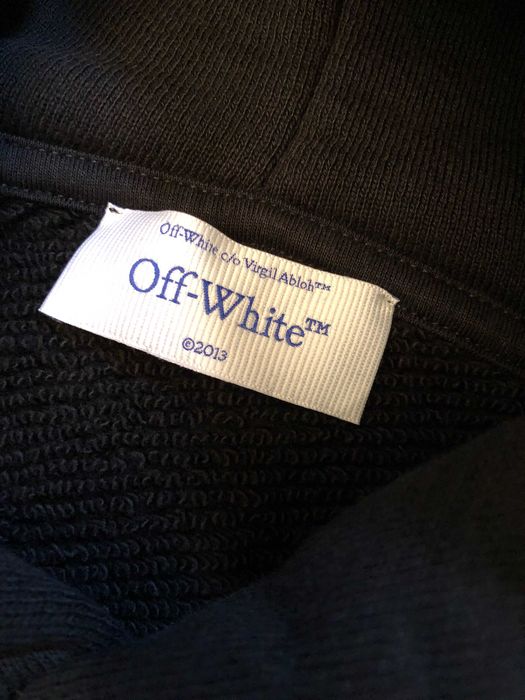 Off-White c/o Virgil Abloh™
Off-White™
©2013